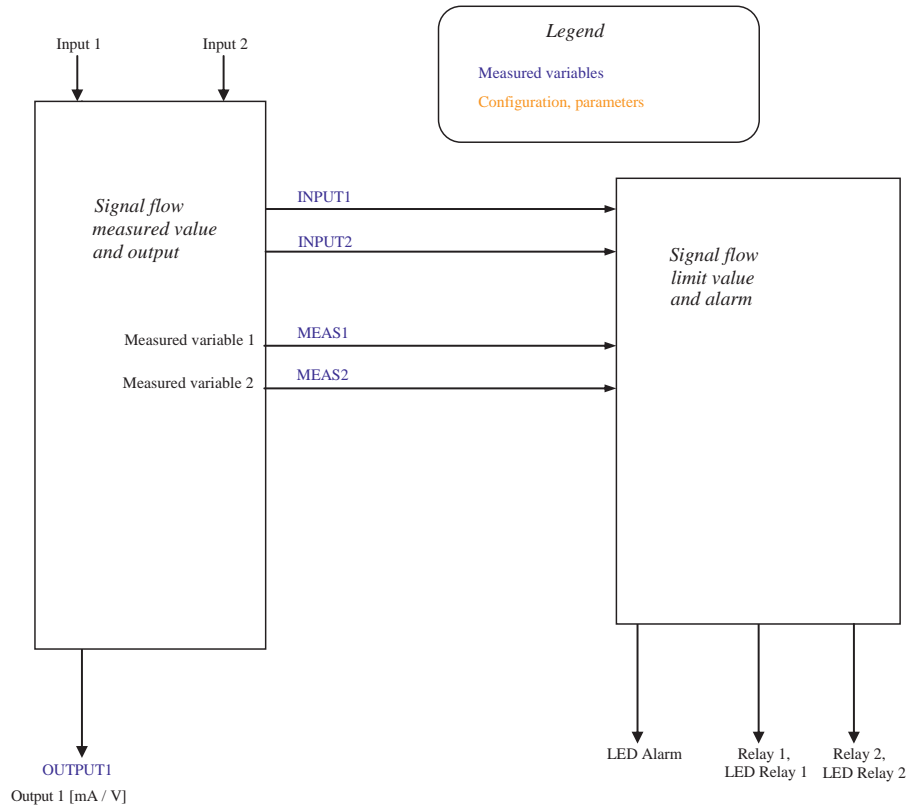 Input 1
Input 2
Legend
Measured variables
Configuration, parameters
Signal flow
measured value
and output
INPUT1
INPUT2
Measured variable 1
MEAS1
Measured variable 2
MEAS2
Signal flow
limit value
and alarm
OUTPUT1
Output 1 [mA / V]
LED Alarm
Relay 1,
LED Relay 1
Relay 2,
LED Relay 2